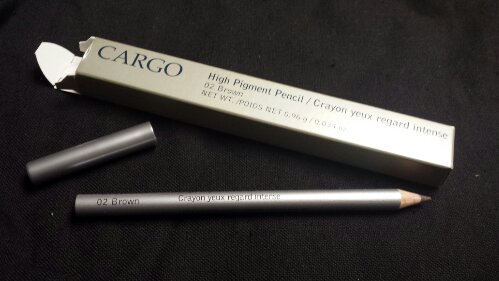 CARGO
High Pigment Pencil / Crayon yeux regard intense
02 Brown
NET WT./POIDS NET 0.96 g / 0.034 oz
02 Brown Crayon yeux regard intense